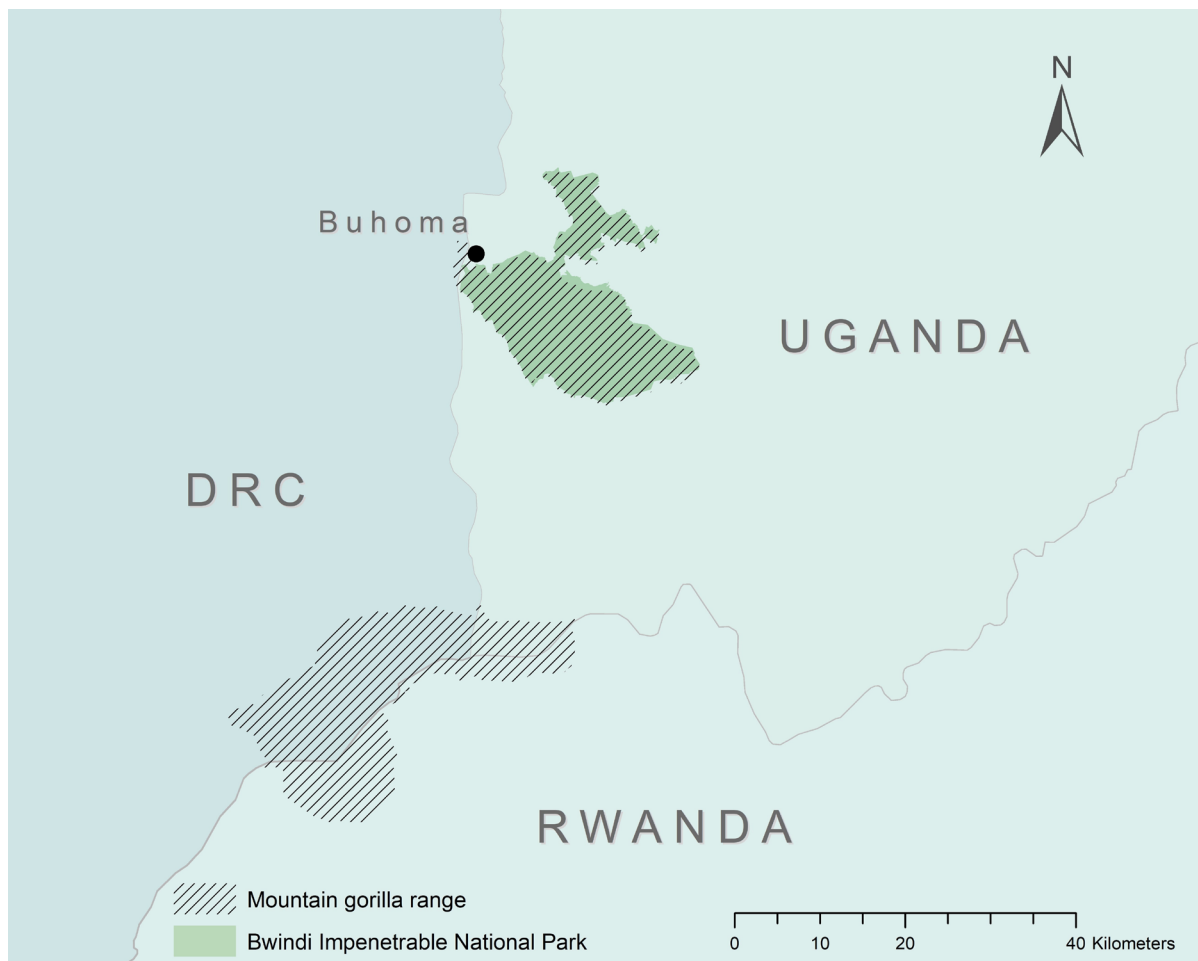 N
Buhoma
UGANDA
DRC
RWANDA
Mountain gorilla range
Bwindi Impenetrable National Park
0 10 20 40 Kilometers